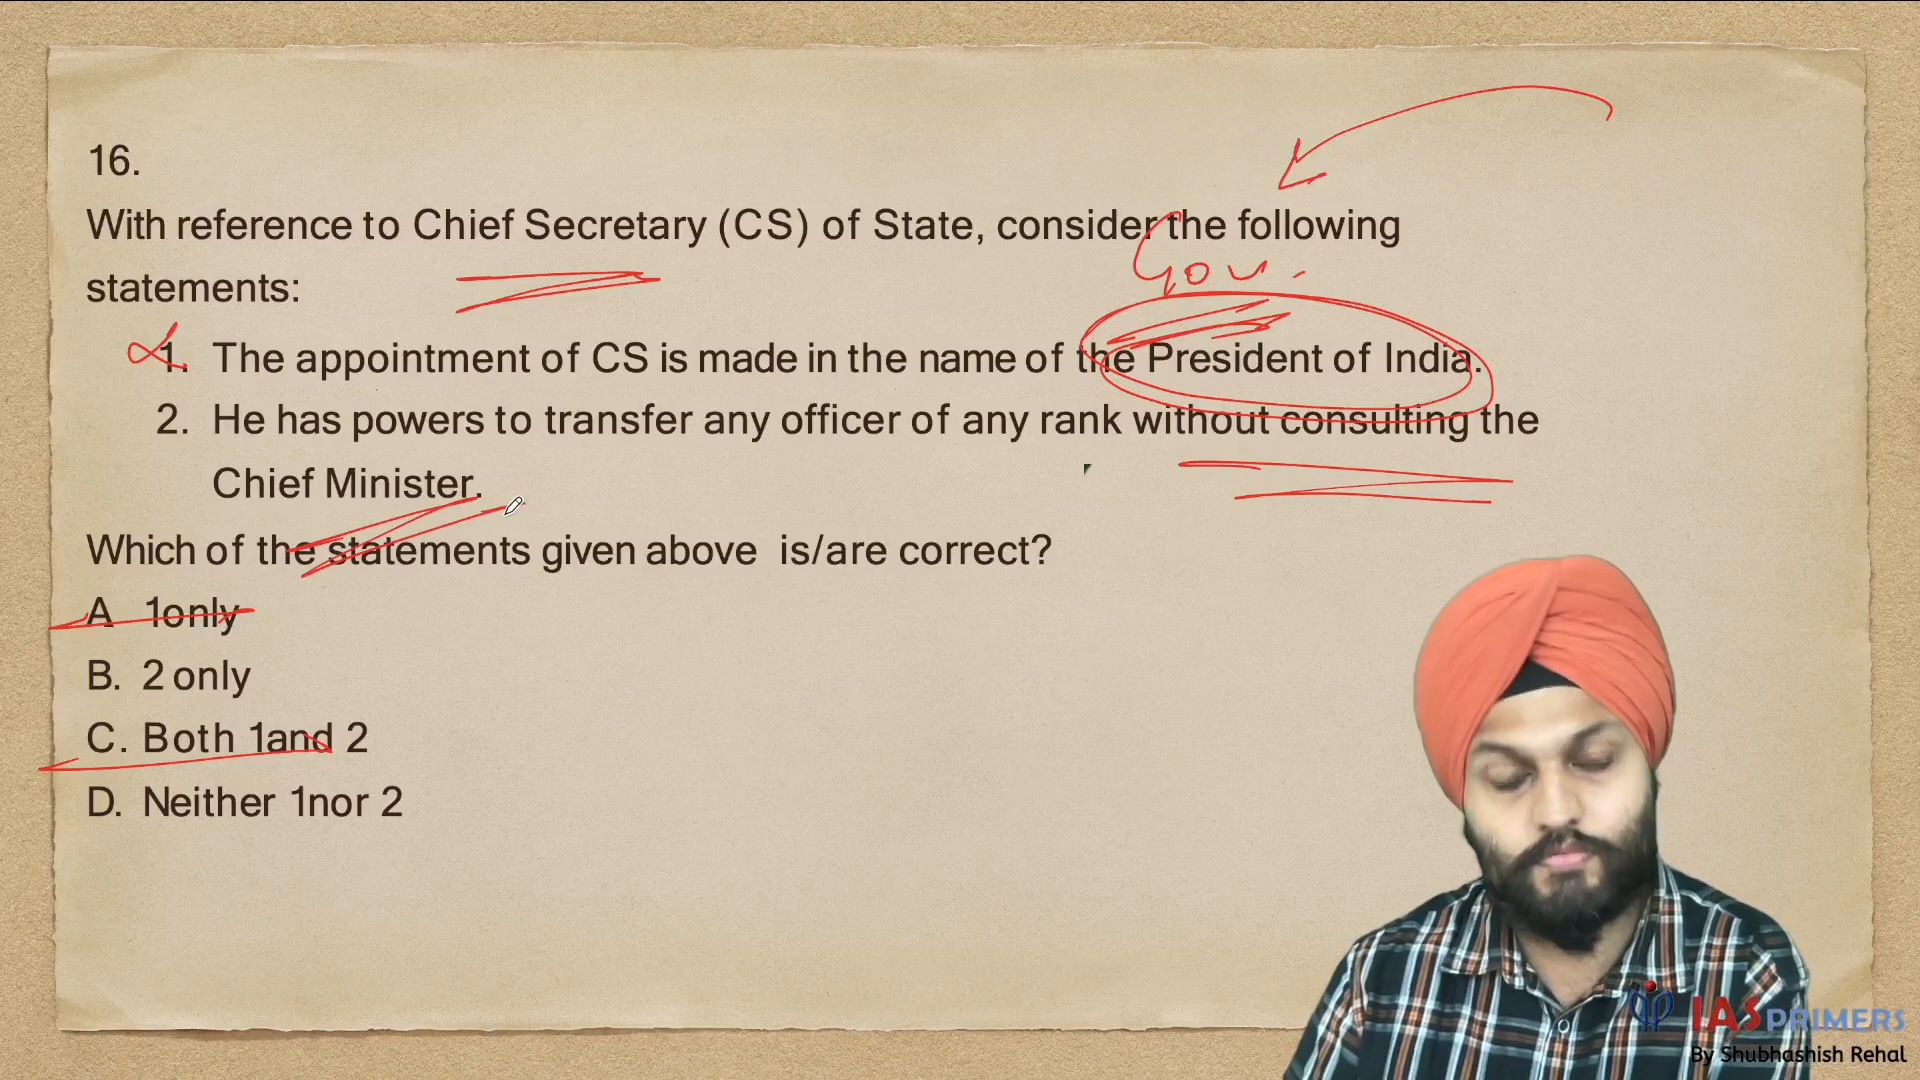 16.
With reference to Chief Secretary (CS) of State, consider the following
statements:
Gov.
1. The appointment of CS is made in the name of the President of India.
2. He has powers to transfer any officer of any rank without consulting the
Chief Minister.
Which of the statements given above is/are correct?
A 1only
B. 2 only
C. Both 1and 2
D. Neither 1nor 2
IAS PRIMERS
By Shubhashish Rehal